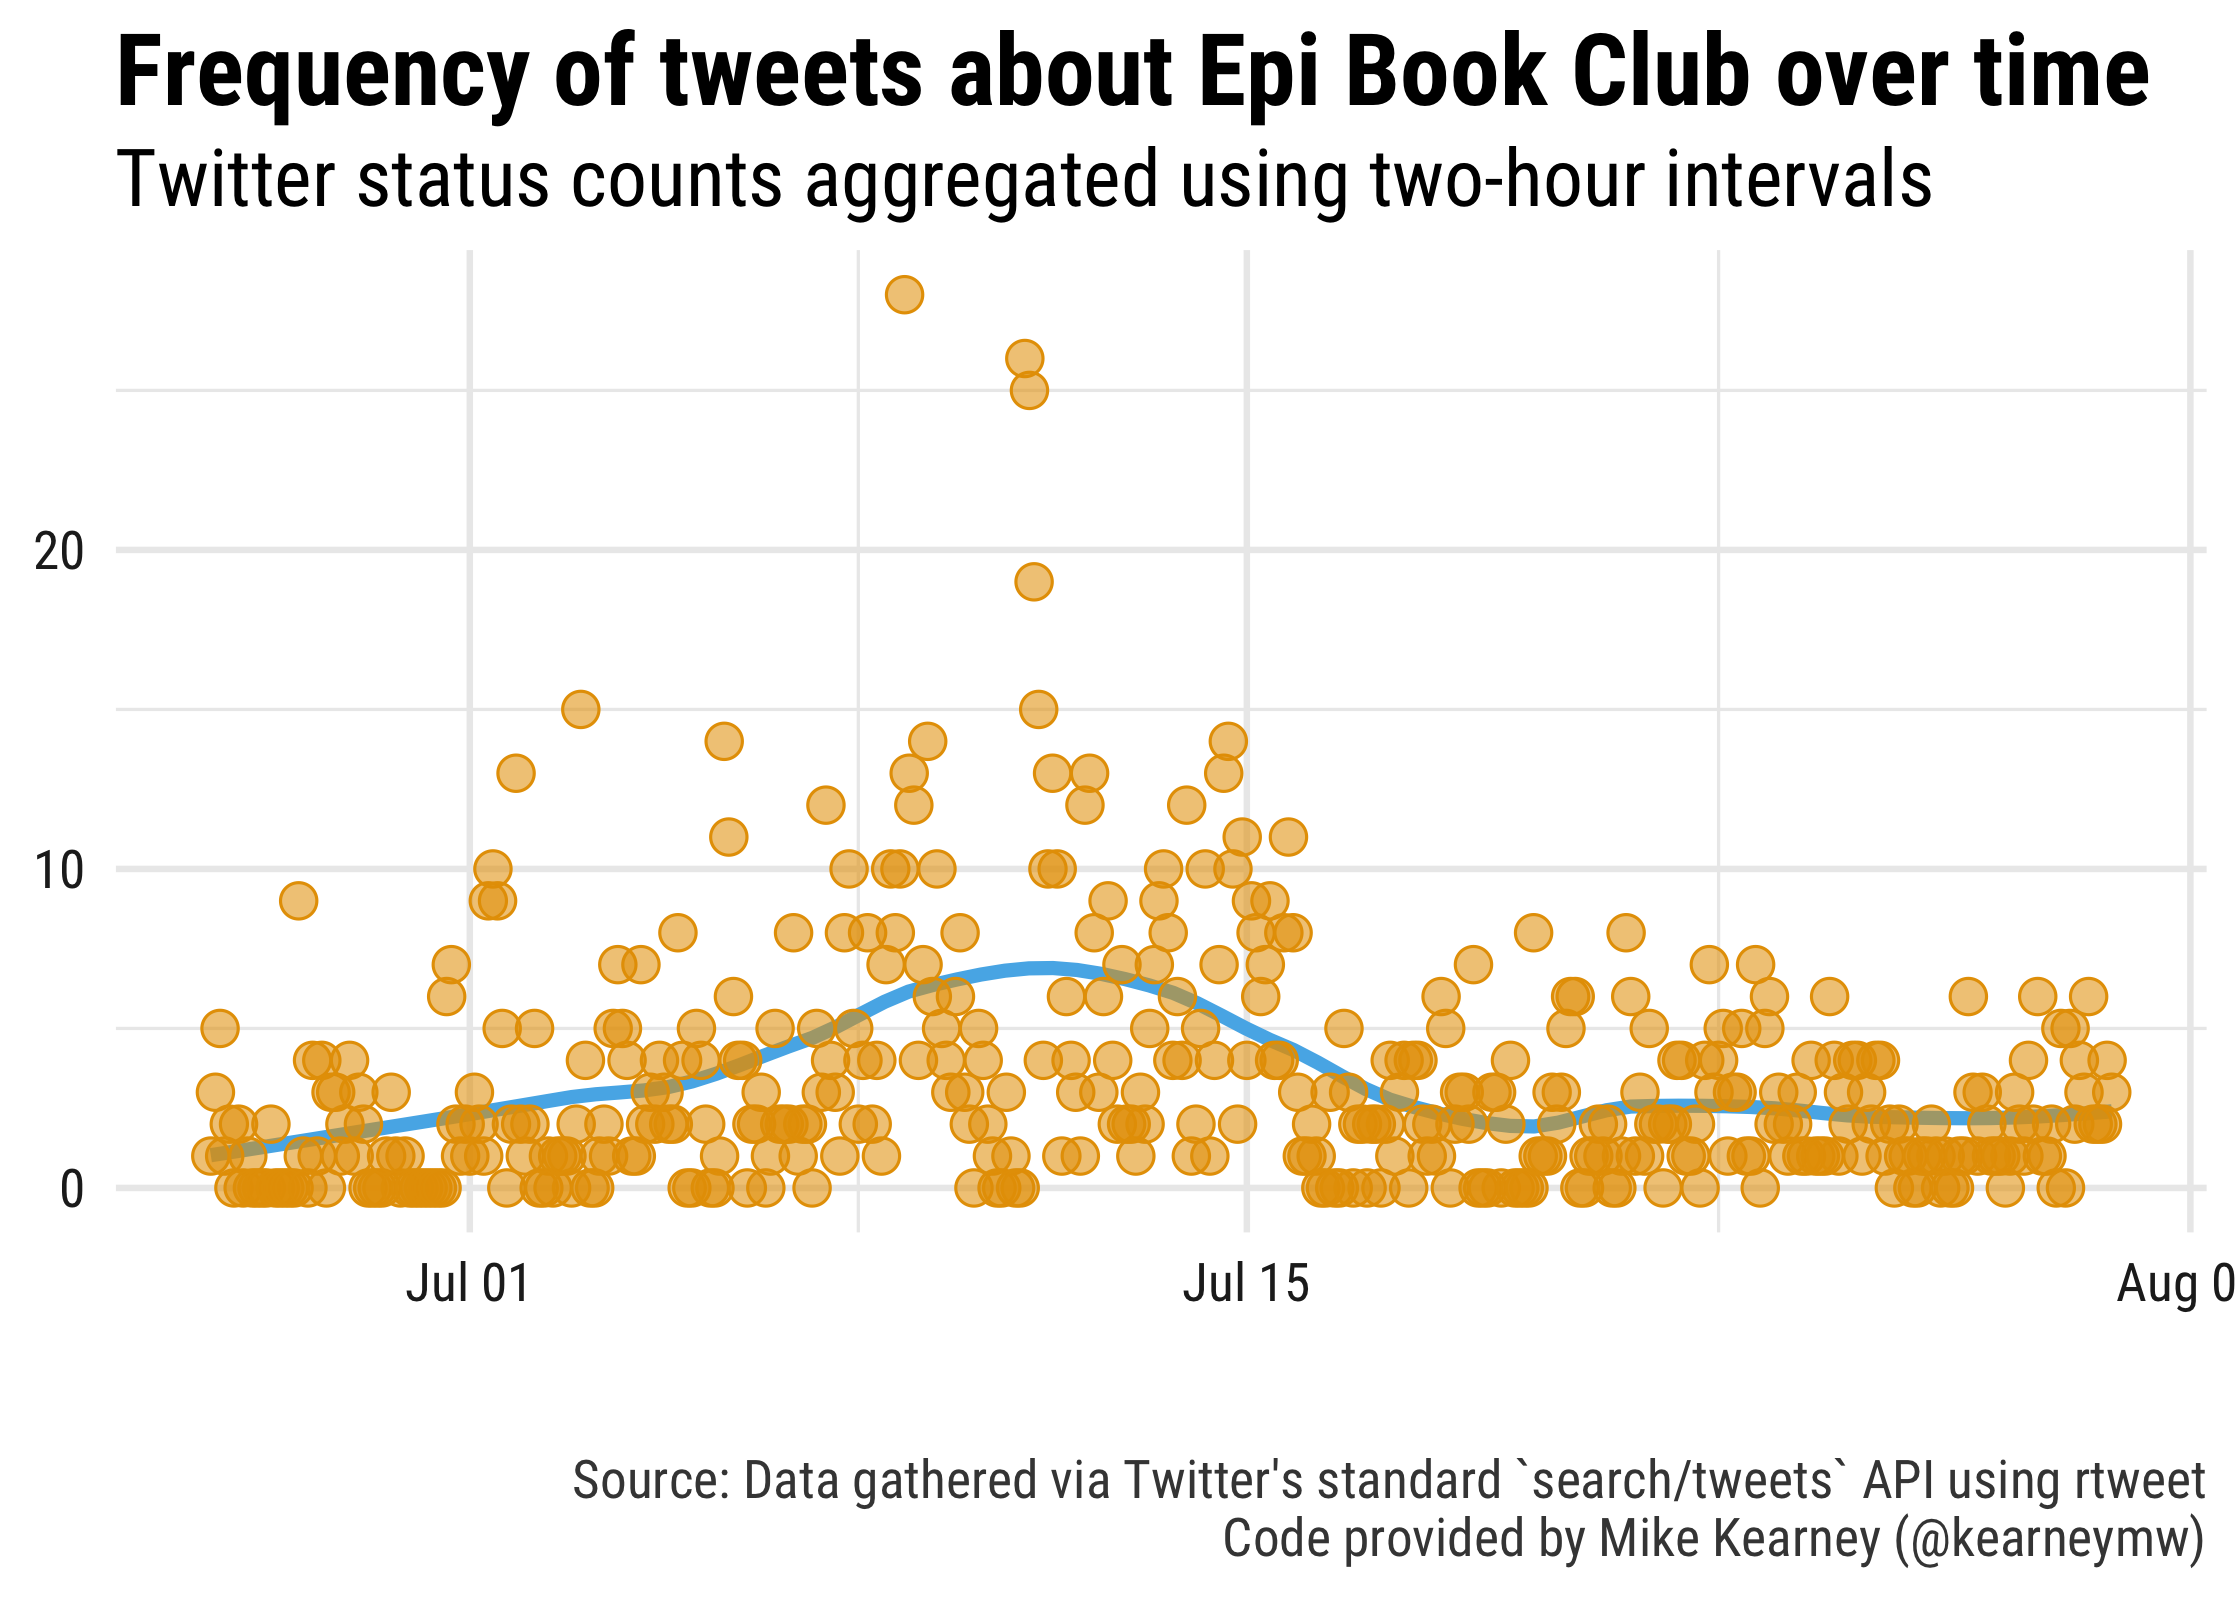 Frequency of tweets about Epi Book Club over time
Twitter status counts aggregated using two-hour intervals
20
10
0
Jul 01 Jul 15 Aug 0
Source: Data gathered via Twitter's standard `search/tweets` API using rtweet
Code provided by Mike Kearney (@kearneymw)